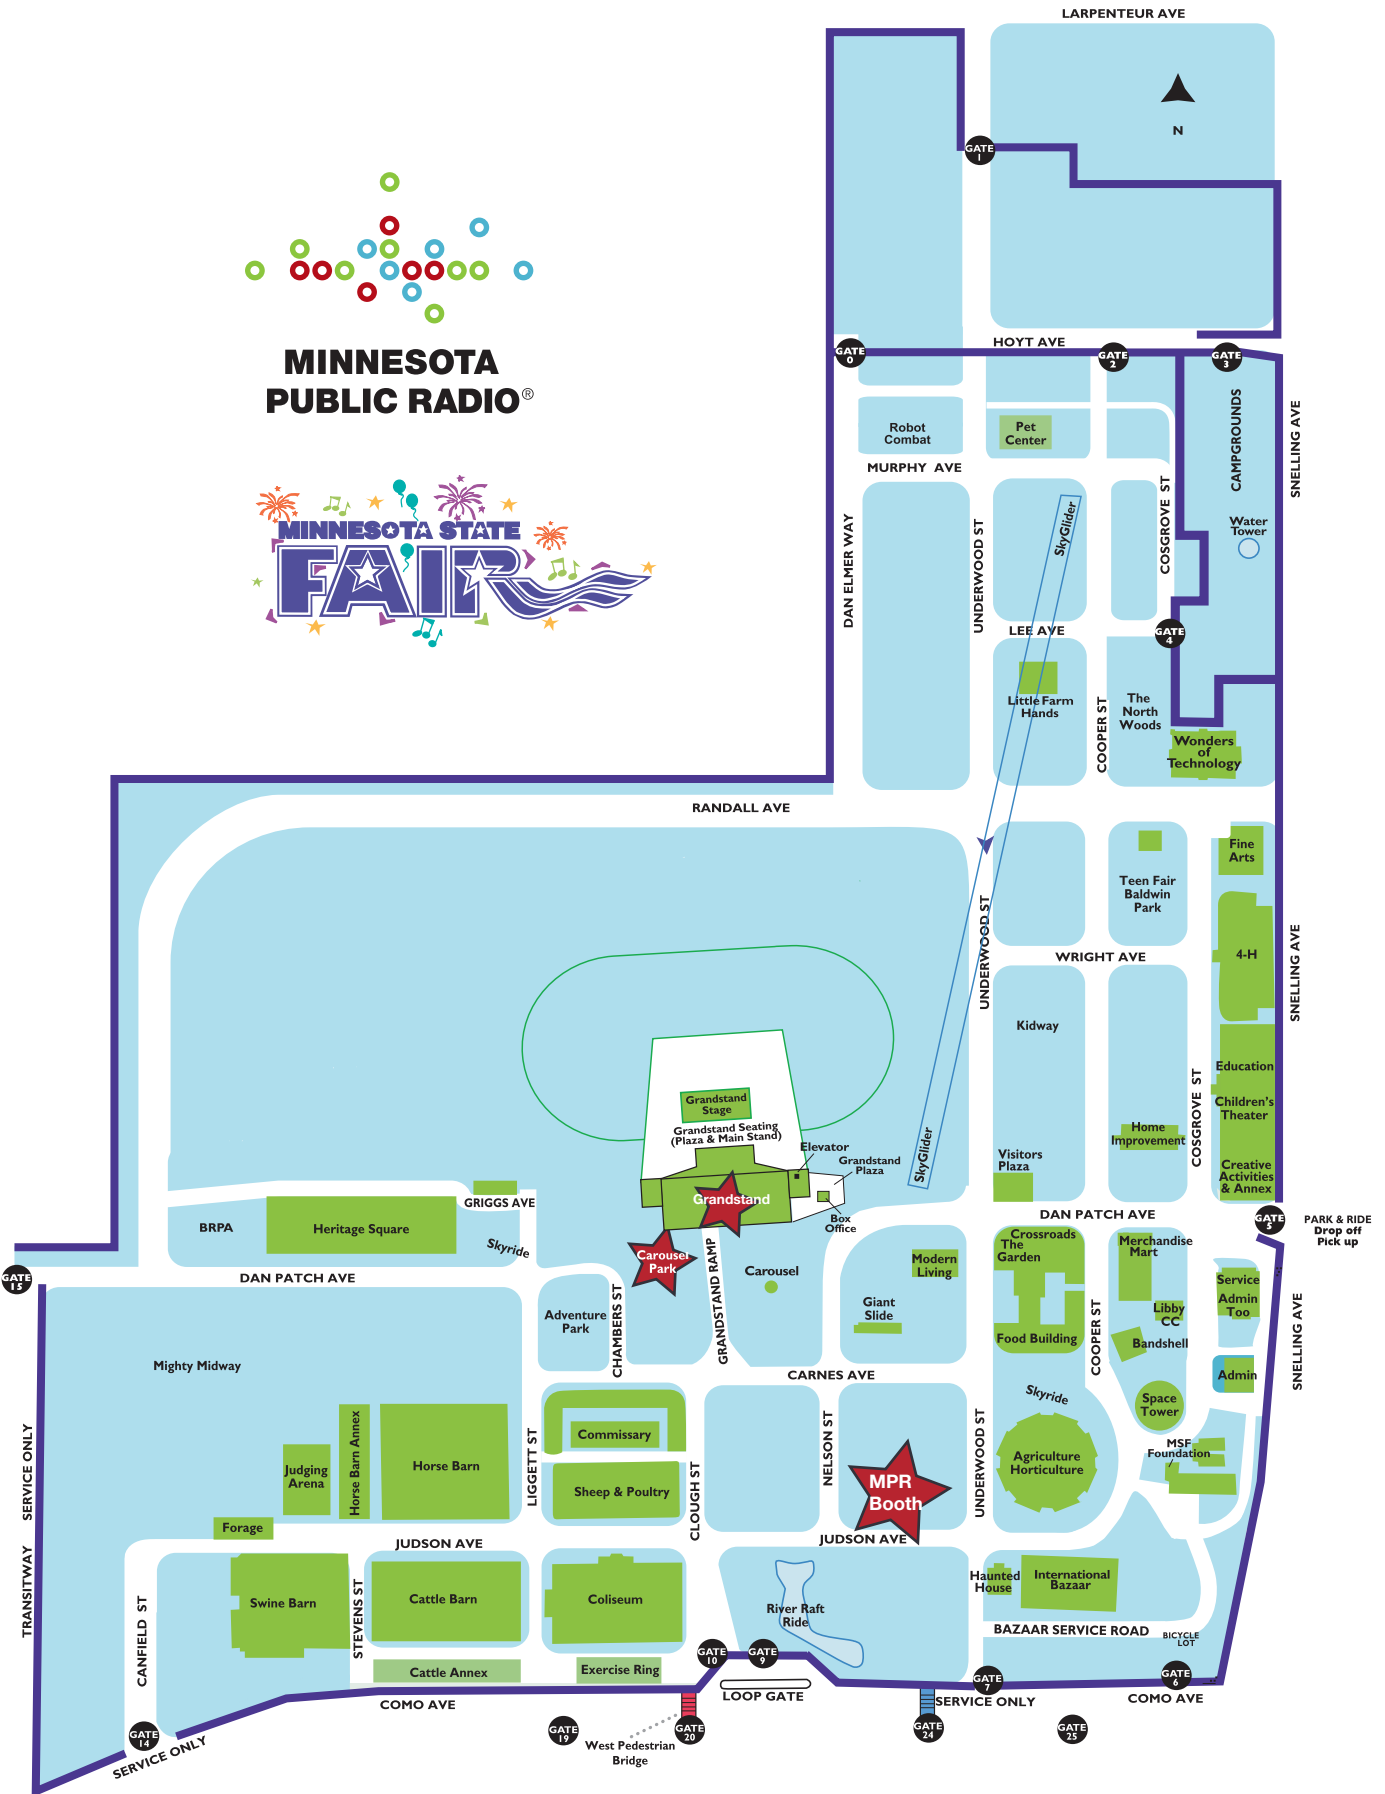 LARPENTEUR AVE
N
GATE
1
MINNESOTA
PUBLIC RADIO®
HOYT AVE
GATE
0
GATE
2
GATE
3
CAMPGROUNDS
SNELLING AVE
Robot
Combat
Pet
Center
MURPHY AVE
COSGROVE ST
Water
Tower
SkyGlider
DAN ELMER WAY
UNDERWOOD ST
MINNESOTA STATE
FAIR
LEE AVE
GATE
4
Little Farm
Hands
COOPER ST
The
North
Woods
Wonders
of
Technology
RANDALL AVE
Fine
Arts
Teen Fair
Baldwin
Park
UNDERWOOD ST
WRIGHT AVE
4-H
SNELLING AVE
Kidway
Education
Children's
Theater
COSGROVE ST
Home
Improvement
Creative
Activities
& Annex
Grandstand
Stage
Grandstand Seating
(Plaza & Main Stand)
Elevator
Grandstand
Plaza
SkyGlider
Visitors
Plaza
Grandstand
Box
Office
GRIGGS AVE
BRPA
Heritage Square
Skyride
DAN PATCH AVE
GATE
5
PARK & RIDE
Drop off
Pick up
Carousel
Park
GRANDSTAND RAMP
Carousel
Modern
Living
Crossroads
The
Garden
Merchandise
Mart
GATE
15
DAN PATCH AVE
Service
Admin
Too
Adventure
Park
CHAMBERS ST
Giant
Slide
Food Building
COOPER ST
Libby
CC
Bandshell
SNELLING AVE
Mighty Midway
CARNES AVE
Admin
Skyride
Space
Tower
Horse Barn Annex
Horse Barn
LIGGETT ST
Commissary
NELSON ST
UNDERWOOD ST
MSF
Foundation
Judging
Arena
Sheep & Poultry
CLOUGH ST
MPR
Booth
Agriculture
Horticulture
SERVICE ONLY
TRANSITWAY
Forage
JUDSON AVE
JUDSON AVE
Haunted
House
International
Bazaar
Swine Barn
STEVENS ST
Cattle Barn
Coliseum
River Raft
Ride
CANFIELD ST
BAZAAR SERVICE ROAD
BICYCLE
LOT
Cattle Annex
Exercise Ring
GATE
10
GATE
9
GATE
7
GATE
6
COMO AVE
LOOP GATE
SERVICE ONLY
COMO AVE
GATE
14
SERVICE ONLY
GATE
19
GATE
20
GATE
24
GATE
25
West Pedestrian
Bridge